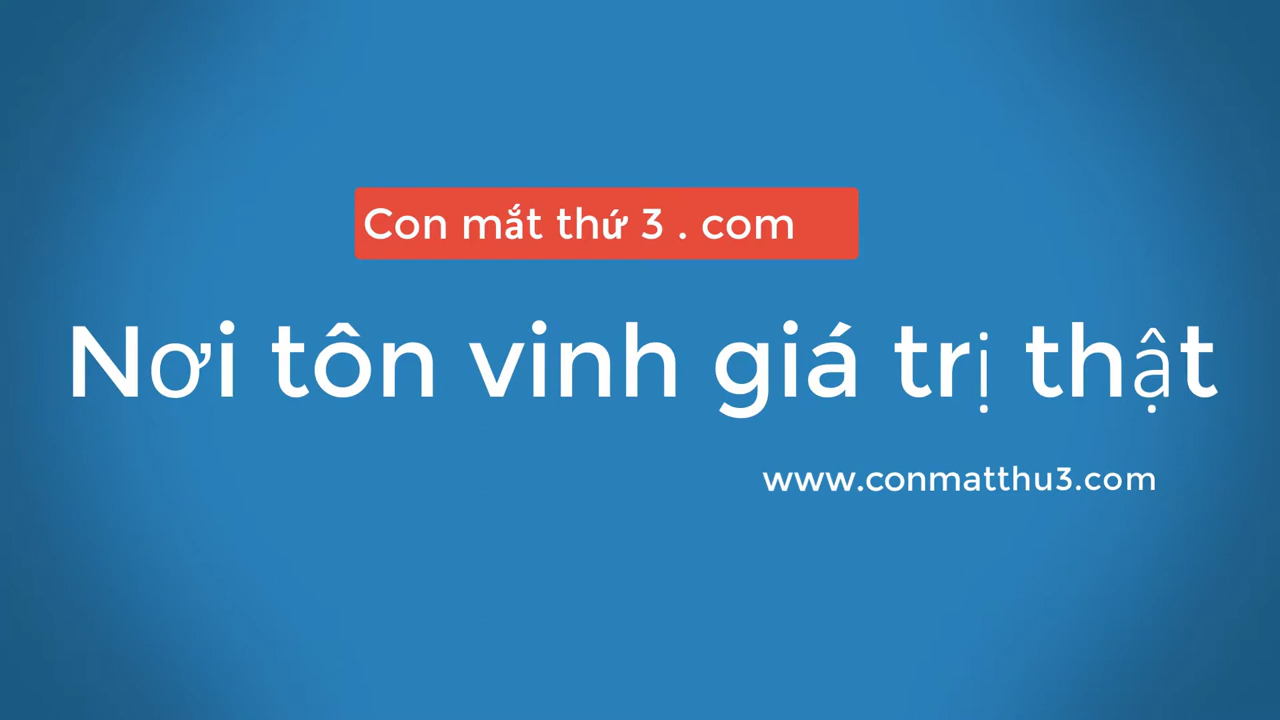 Con mắt thứ 3 . com
Nơi tôn vinh giá trị thật
www.conmatthu3.com